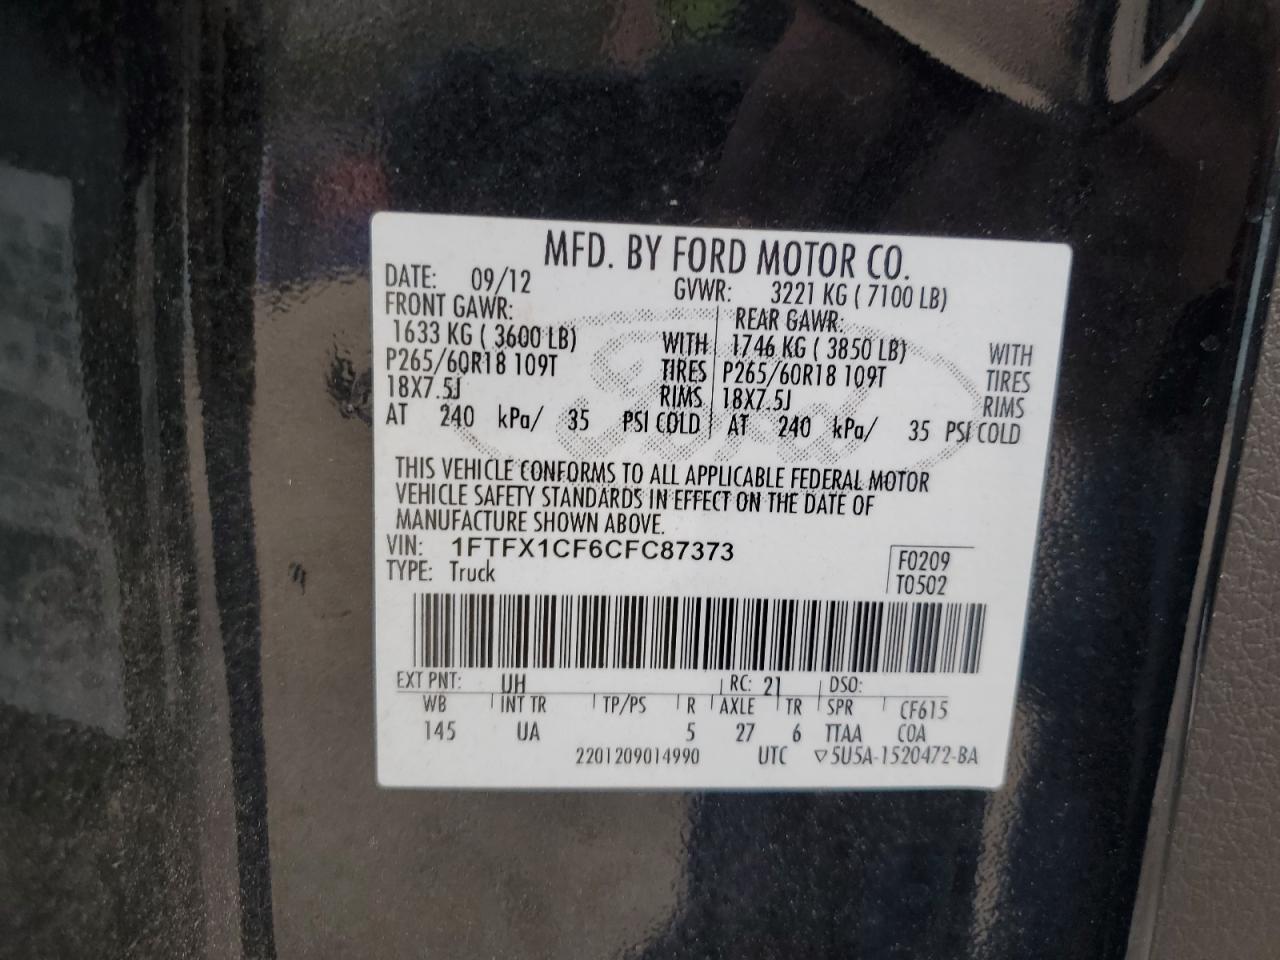 MFD. BY FORD MOTOR CO.
DATE: 09/12 GVWR: 3221 KG ( 7100 LB)
FRONT GAWR: REAR GAWR:
1633 KG ( 3600 LB) WITH 1746 KG ( 3850 LB) WITH
P265/60R18 109T TIRES P265/60R18 109T TIRES
18X7.5J RIMS 18X7.5J RIMS
AT 240 kPa/ 35 PSI COLD AT 240 kPa/ 35 PSI COLD
THIS VEHICLE CONFORMS TO ALL APPLICABLE FEDERAL MOTOR
VEHICLE SAFETY STANDARDS IN EFFECT ON THE DATE OF
MANUFACTURE SHOWN ABOVE.
VIN: 1FTFX1CF6CFC87373
TYPE: Truck
F0209
T0502
EXT PNT: UH RC: 21 DSO:
WB INT TR TP/PS R AXLE TR SPR CF615
145 UA 5 27 6 TTAA COA
2201209014990 UTC ▽5U5A-1520472-BA